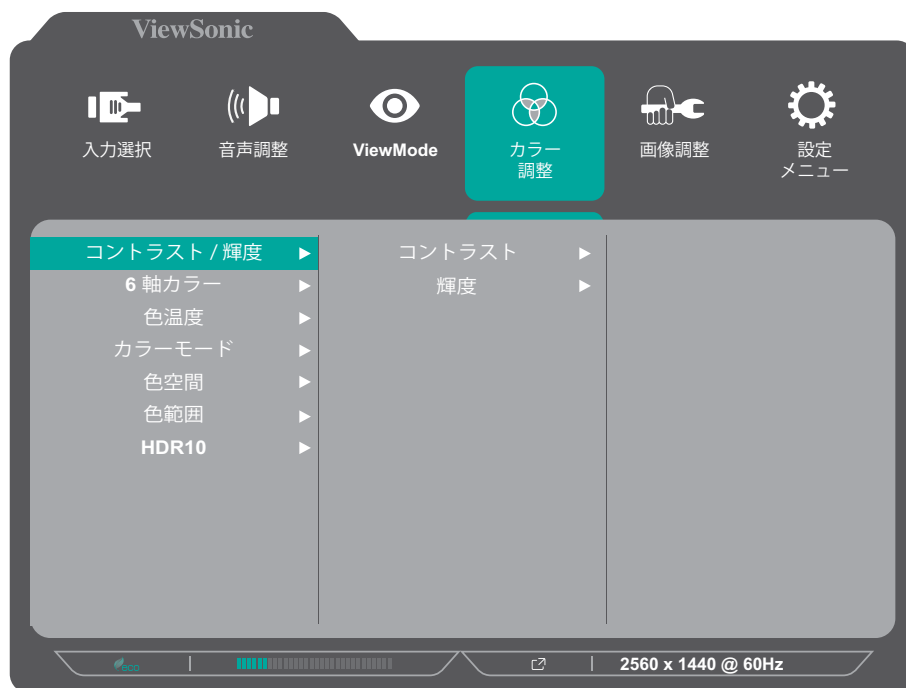 ViewSonic
入力選択
音声調整
ViewMode
カラー
調整
画像調整
設定
メニュー
コントラスト / 輝度
6 軸カラー
色温度
カラーモード
色空間
色範囲
HDR10
コントラスト
輝度
eco
2560 x 1440 @ 60Hz